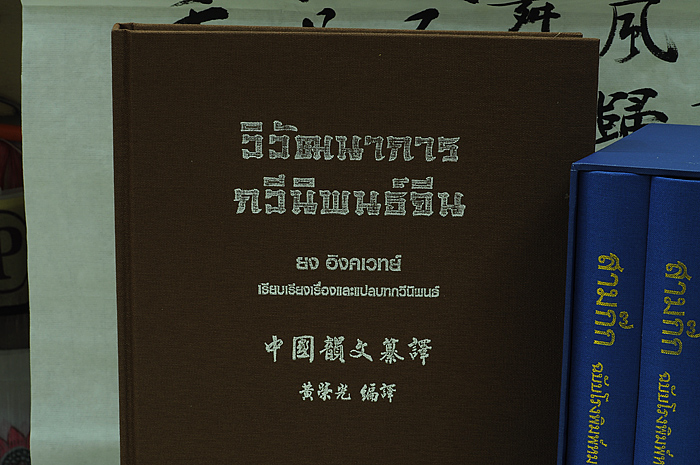 วิวัฒนาการ
กวีนิพนธ์จีน
ยง อิงคเวทย์
เรียบเรียงเรื่องและแปลบทกวีนิพนธ์
中國韻文纂譯
黃榮光 編譯
舞
風
歸
สามก๊ก
สามก๊ก